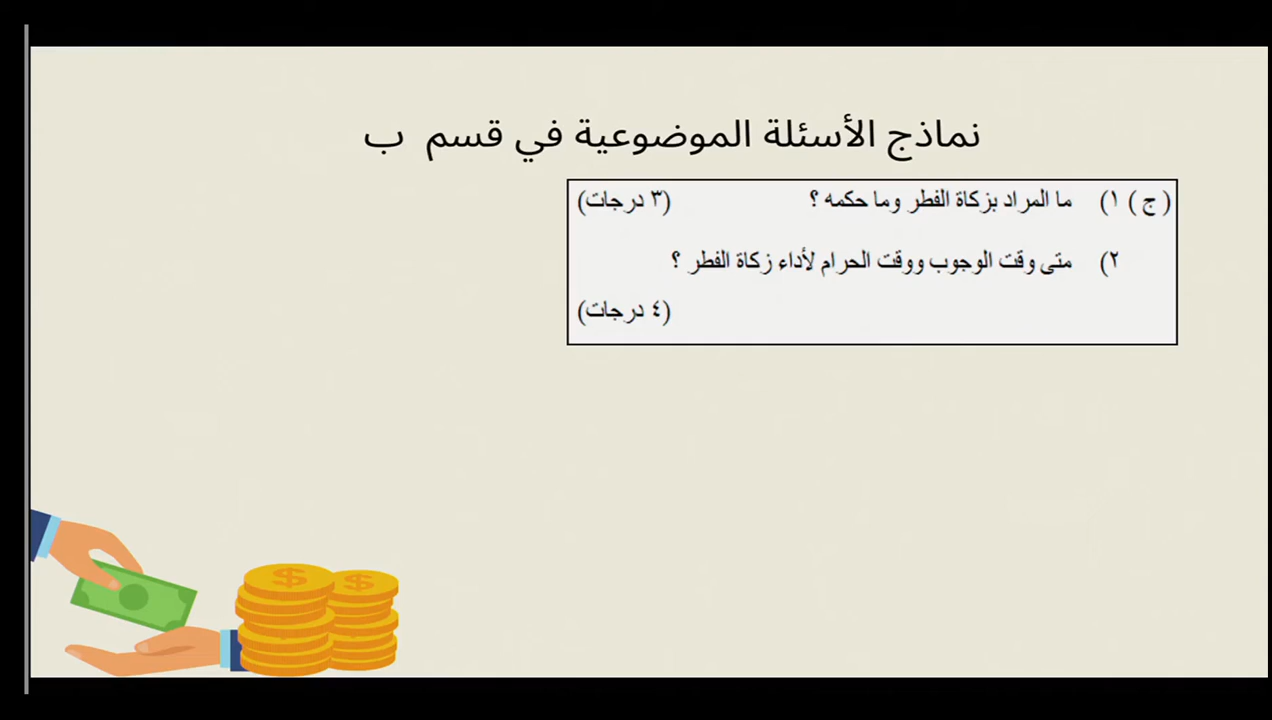 نماذج الأسئلة الموضوعية في قسم ب
( ج ) ١) ما المراد بزكاة الفطر وما حكمه ؟ (٣ درجات)
٢) متى وقت الوجوب ووقت الحرام لأداء زكاة الفطر ؟
(٤ درجات)